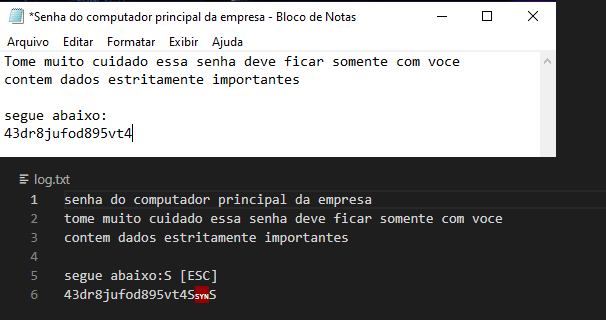 *Senha do computador principal da empresa - Bloco de Notas
Arquivo Editar Formatar Exibir Ajuda
Tome muito cuidado essa senha deve ficar somente com voce
contem dados estritamente importantes
segue abaixo:
43dr8jufod895vt4
log.txt
1 senha do computador principal da empresa
2 tome muito cuidado essa senha deve ficar somente com voce
3 contem dados estritamente importantes
4
5 segue abaixo:S [ESC]
6 43dr8jufod895vt4SSYNS